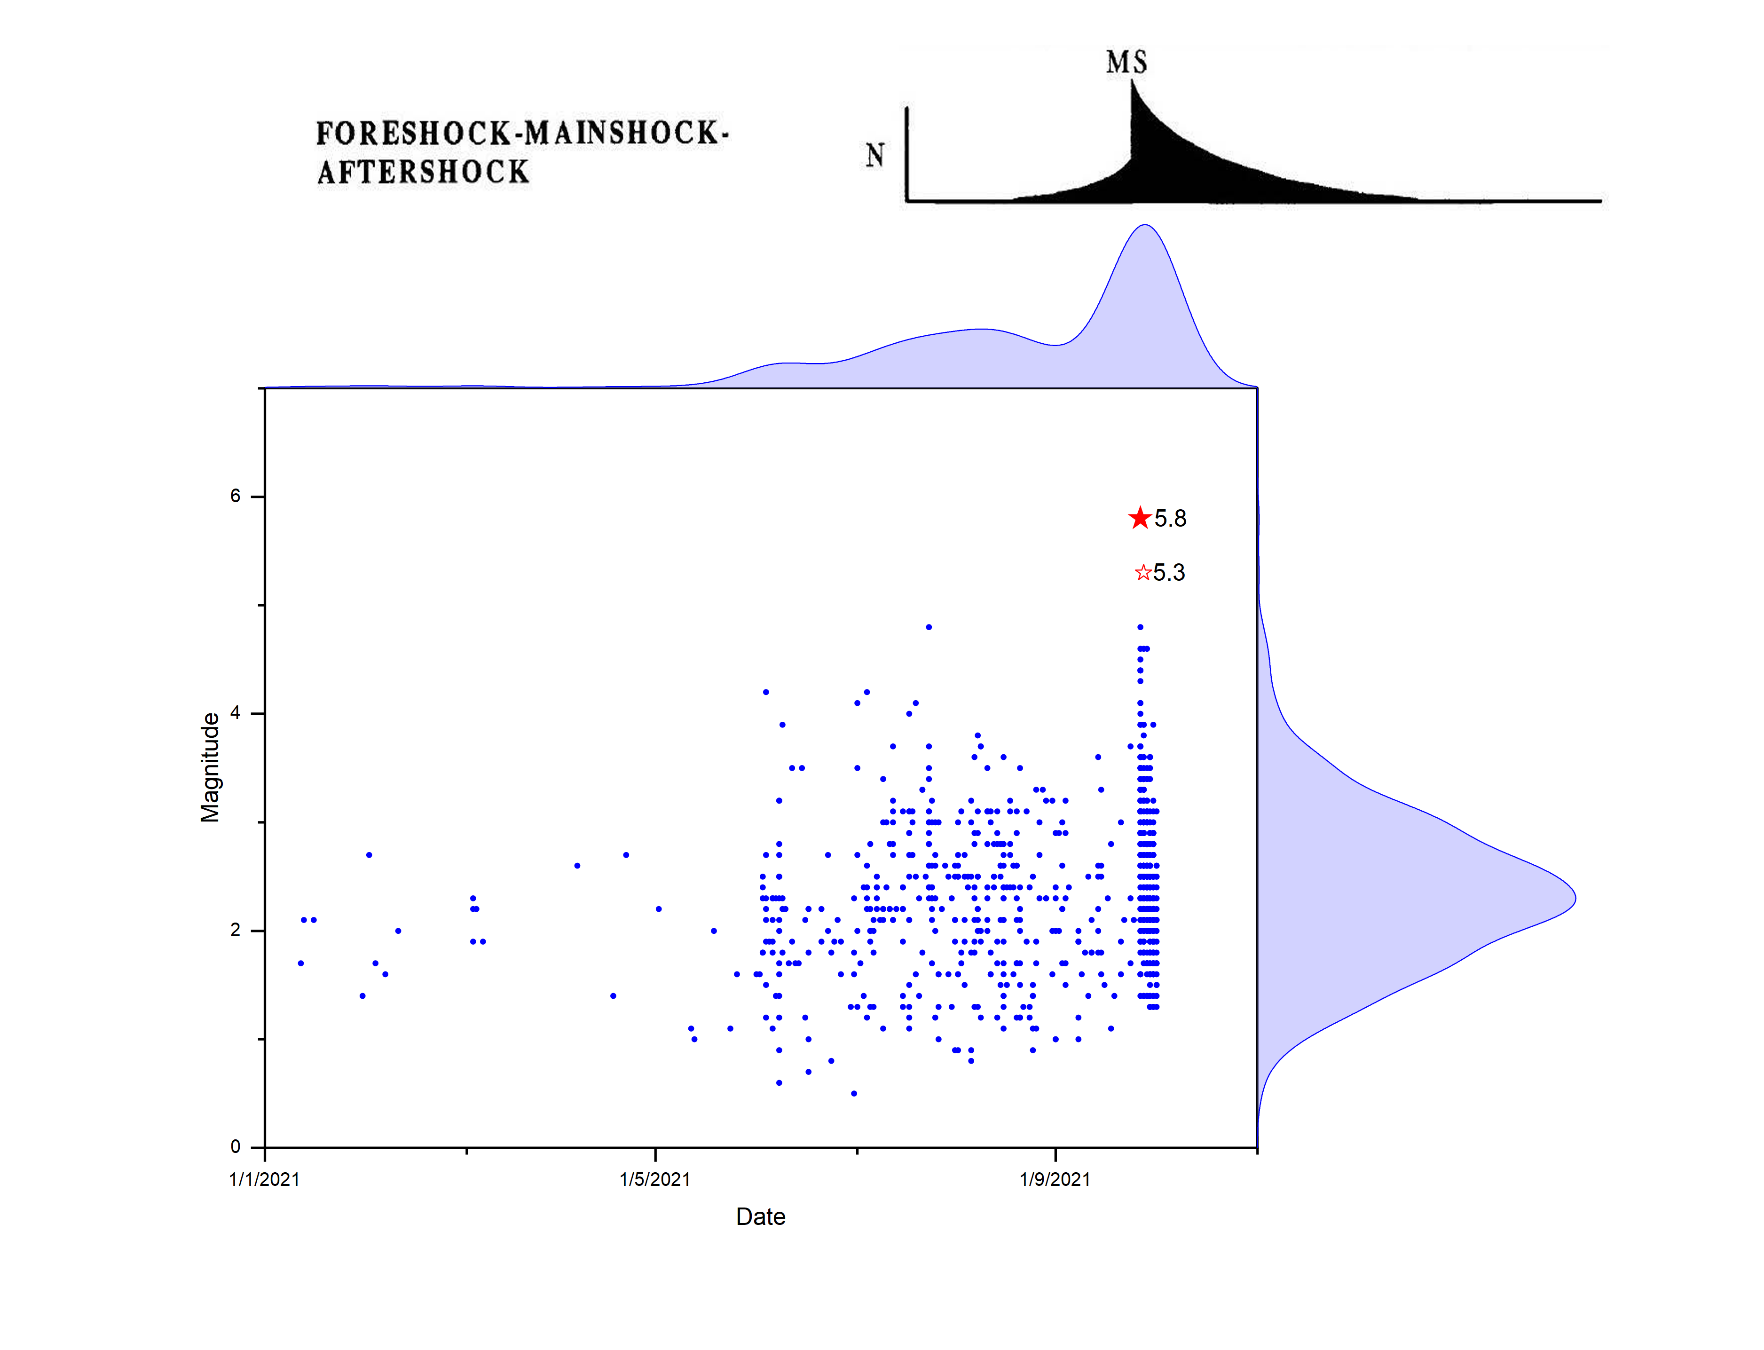 MS
FORESHOCK-MAINSHOCK-
AFTERSHOCK
N
6
5.8
5.3
4
Magnitude
2
0
1/1/2021
1/5/2021
1/9/2021
Date